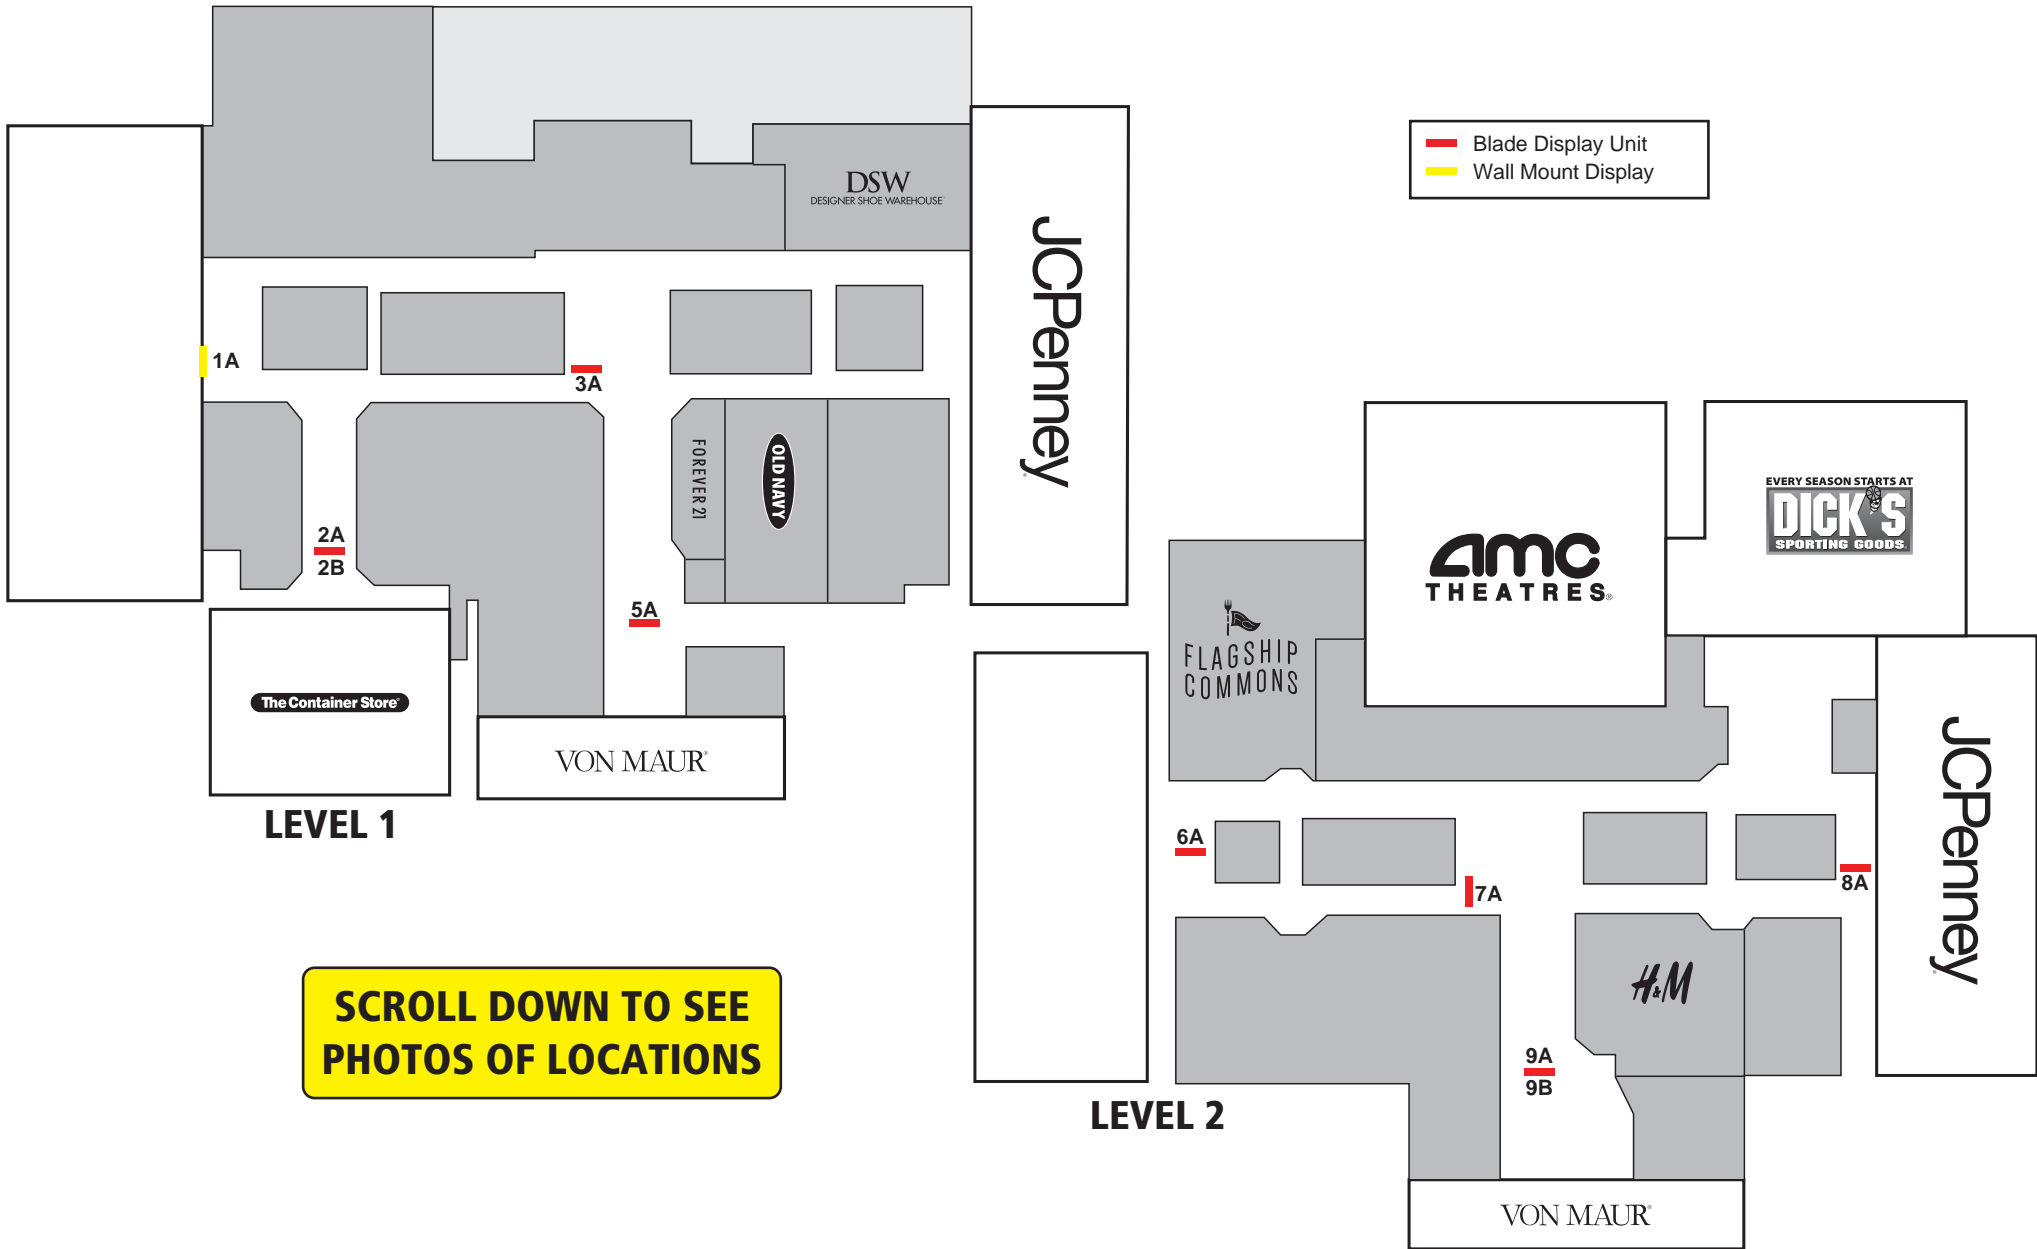 DSW
DESIGNER SHOE WAREHOUSE
JCPenney
Blade Display Unit
Wall Mount Display
1A
3A
FOREVER 21
OLD NAVY
2A
2B
5A
The Container Store®
VON MAUR®
LEVEL 1
AMC
THEATRES®
EVERY SEASON STARTS AT
DICK'S
SPORTING GOODS
FLAGSHIP
COMMONS
JCPenney
6A
7A
8A
H&M
9A
9B
LEVEL 2
VON MAUR®
SCROLL DOWN TO SEE
PHOTOS OF LOCATIONS